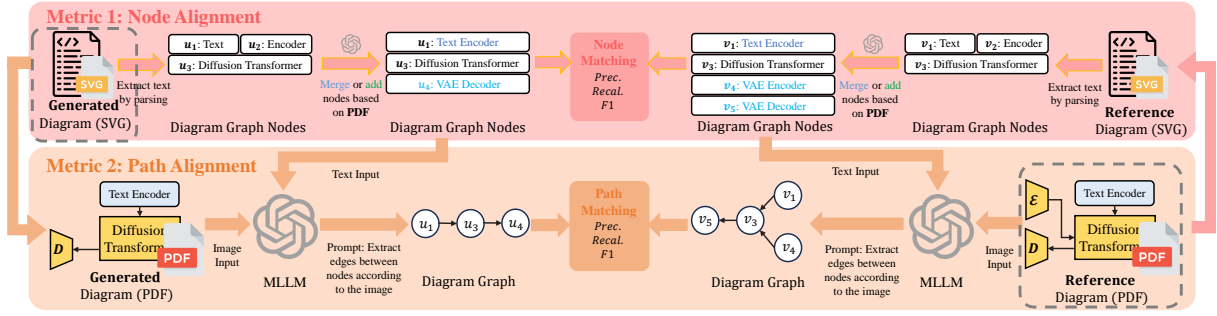 Metric 1: Node Alignment
SVG
Generated
Diagram (SVG)
Extract text
by parsing
u₁: Text
u₂: Encoder
u₃: Diffusion Transformer
Diagram Graph Nodes
Merge or add
nodes based
on PDF
u₁: Text Encoder
u₃: Diffusion Transformer
u₄: VAE Decoder
Diagram Graph Nodes
Node
Matching
Prec.
Recal.
F1
v₁: Text Encoder
v₃: Diffusion Transformer
v₄: VAE Encoder
v₅: VAE Decoder
Diagram Graph Nodes
Merge or add
nodes based
on PDF
v₁: Text
v₂: Encoder
v₃: Diffusion Transformer
Diagram Graph Nodes
Extract text
by parsing
SVG
Reference
Diagram (SVG)
Metric 2: Path Alignment
Text Encoder
Diffusion
Transform
D
PDF
Generated
Diagram (PDF)
Image
Input
Text Input
MLLM
Prompt: Extract
edges between
nodes according
to the image
u₁
u₃
u₄
Diagram Graph
Path
Matching
Prec.
Recal.
F1
v₁
v₅
v₃
v₄
Diagram Graph
Prompt: Extract
edges between
nodes according
to the image
Text Input
MLLM
Image
Input
ℰ
Text Encoder
D
Diffusion
Transform
PDF
Reference
Diagram (PDF)